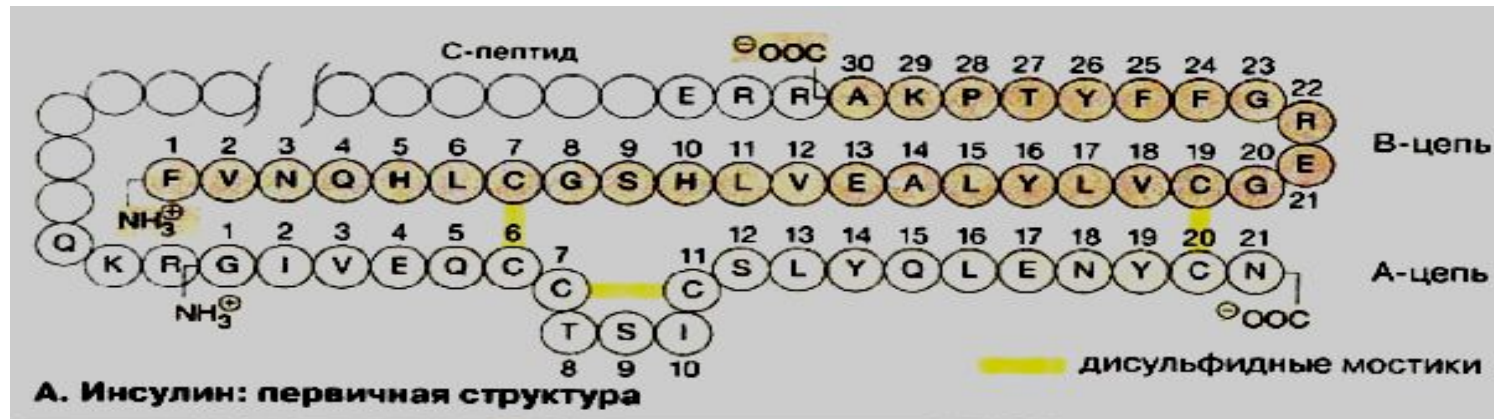 С-пептид
⊖OOC
30 29 28 27 26 25 24 23
E R R A K P T Y F F G
22
R
1 2 3 4 5 6 7 8 9 10 11 12 13 14 15 16 17 18 19 20
F V N Q H L C G S H L V E A L Y L V C G
E
21
В-цепь
NH3⊕
Q K R
NH3⊕
1 2 3 4 5 6 7 11 12 13 14 15 16 17 18 19 20 21
G I V E Q C C C S L Y Q L E N Y C N
А-цепь
⊖OOC
T S I
8 9 10
дисульфидные мостики
А. Инсулин: первичная структура